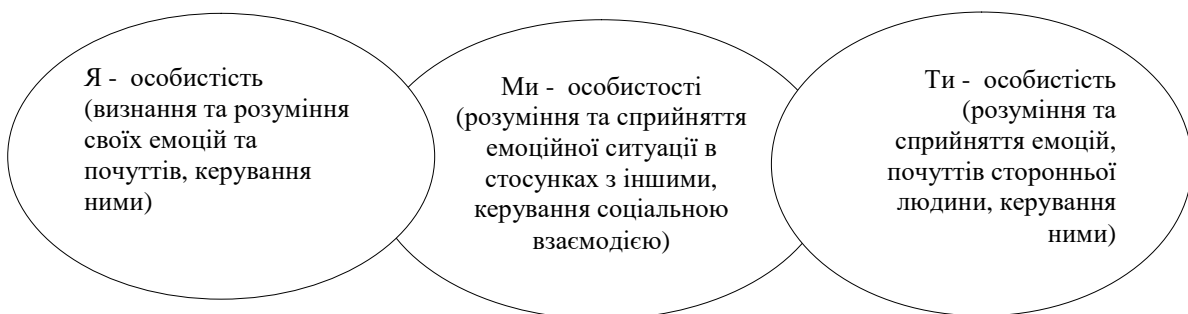 Я - особистість
(визнання та розуміння
своїх емоцій та
почуттів, керування
ними)
Ми - особистості
(розуміння та сприйняття
емоційної ситуації в
стосунках з іншими,
керування соціальною
взаємодією)
Ти - особистість
(розуміння та
сприйняття емоцій,
почуттів сторонньої
людини, керування
ними)